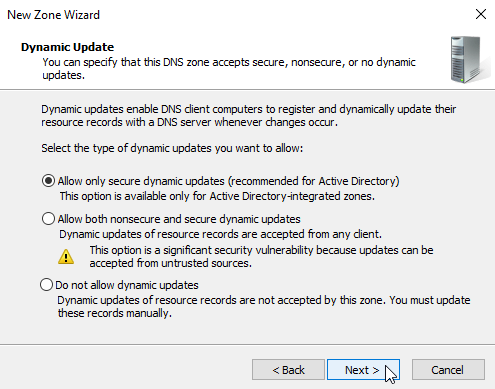 New Zone Wizard
Dynamic Update
You can specify that this DNS zone accepts secure, nonsecure, or no dynamic
updates.
Dynamic updates enable DNS client computers to register and dynamically update their
resource records with a DNS server whenever changes occur.
Select the type of dynamic updates you want to allow:
Allow only secure dynamic updates (recommended for Active Directory)
This option is available only for Active Directory-integrated zones.
Allow both nonsecure and secure dynamic updates
Dynamic updates of resource records are accepted from any client.
This option is a significant security vulnerability because updates can be
accepted from untrusted sources.
Do not allow dynamic updates
Dynamic updates of resource records are not accepted by this zone. You must update
these records manually.
< Back Next > Cancel